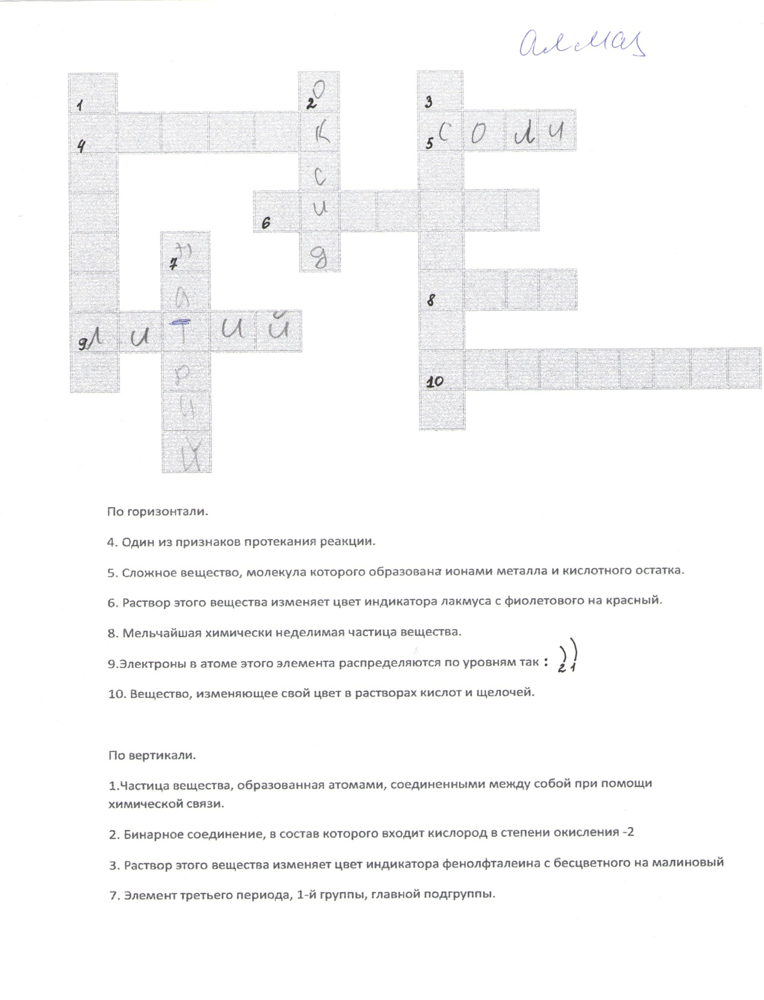 Алмаз
1 2 О 3
4 К 5 С О Л И
С
6 И
7 Н Д
А 8
9 Л И Т И Й
Р 10
И
Й
По горизонтали.
4. Один из признаков протекания реакции.
5. Сложное вещество, молекула которого образована ионами металла и кислотного остатка.
6. Раствор этого вещества изменяет цвет индикатора лакмуса с фиолетового на красный.
8. Мельчайшая химически неделимая частица вещества.
9.Электроны в атоме этого элемента распределяются по уровням так : ) ) 2 1
10. Вещество, изменяющее свой цвет в растворах кислот и щелочей.
По вертикали.
1.Частица вещества, образованная атомами, соединенными между собой при помощи
химической связи.
2. Бинарное соединение, в состав которого входит кислород в степени окисления -2
3. Раствор этого вещества изменяет цвет индикатора фенолфталеина с бесцветного на малиновый
7. Элемент третьего периода, 1-й группы, главной подгруппы.